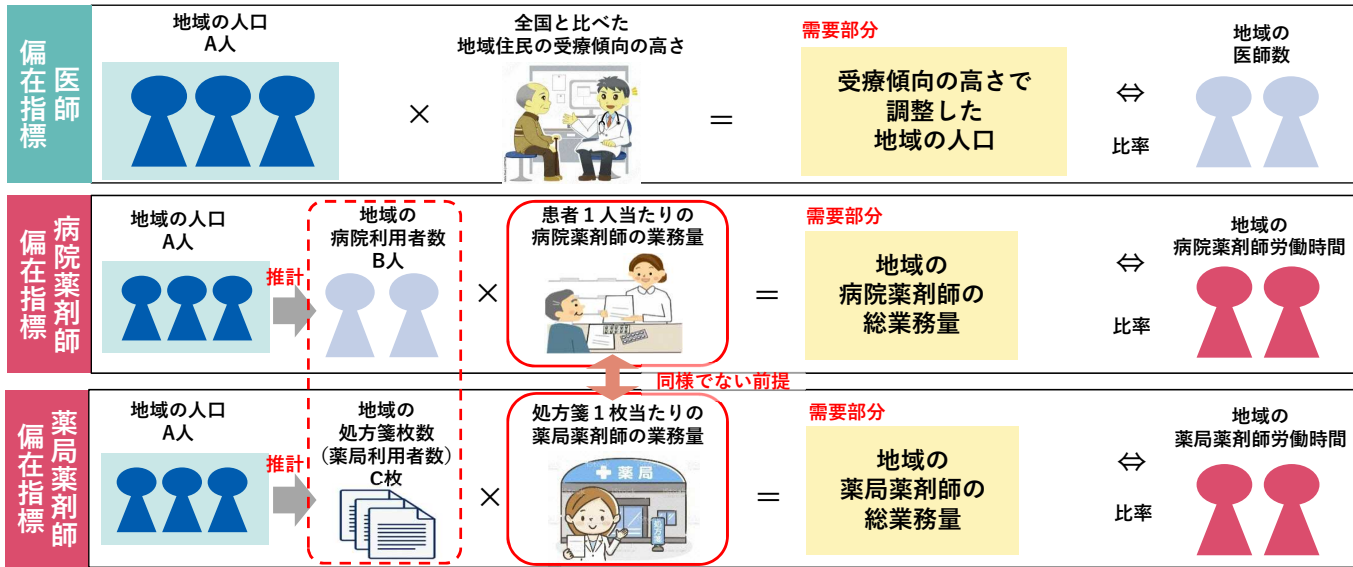 医師
偏在指標
地域の人口
A人
×
全国と比べた
地域住民の受療傾向の高さ
＝
需要部分
受療傾向の高さで
調整した
地域の人口
⇔
比率
地域の
医師数
病院薬剤師
偏在指標
地域の人口
A人
推計
地域の
病院利用者数
B人
×
患者１人当たりの
病院薬剤師の業務量
＝
需要部分
地域の
病院薬剤師の
総業務量
⇔
比率
地域の
病院薬剤師労働時間
同様でない前提
薬局薬剤師
偏在指標
地域の人口
A人
推計
地域の
処方箋枚数
（薬局利用者数）
C枚
×
処方箋１枚当たりの
薬局薬剤師の業務量
薬局
＝
需要部分
地域の
薬局薬剤師の
総業務量
⇔
比率
地域の
薬局薬剤師労働時間